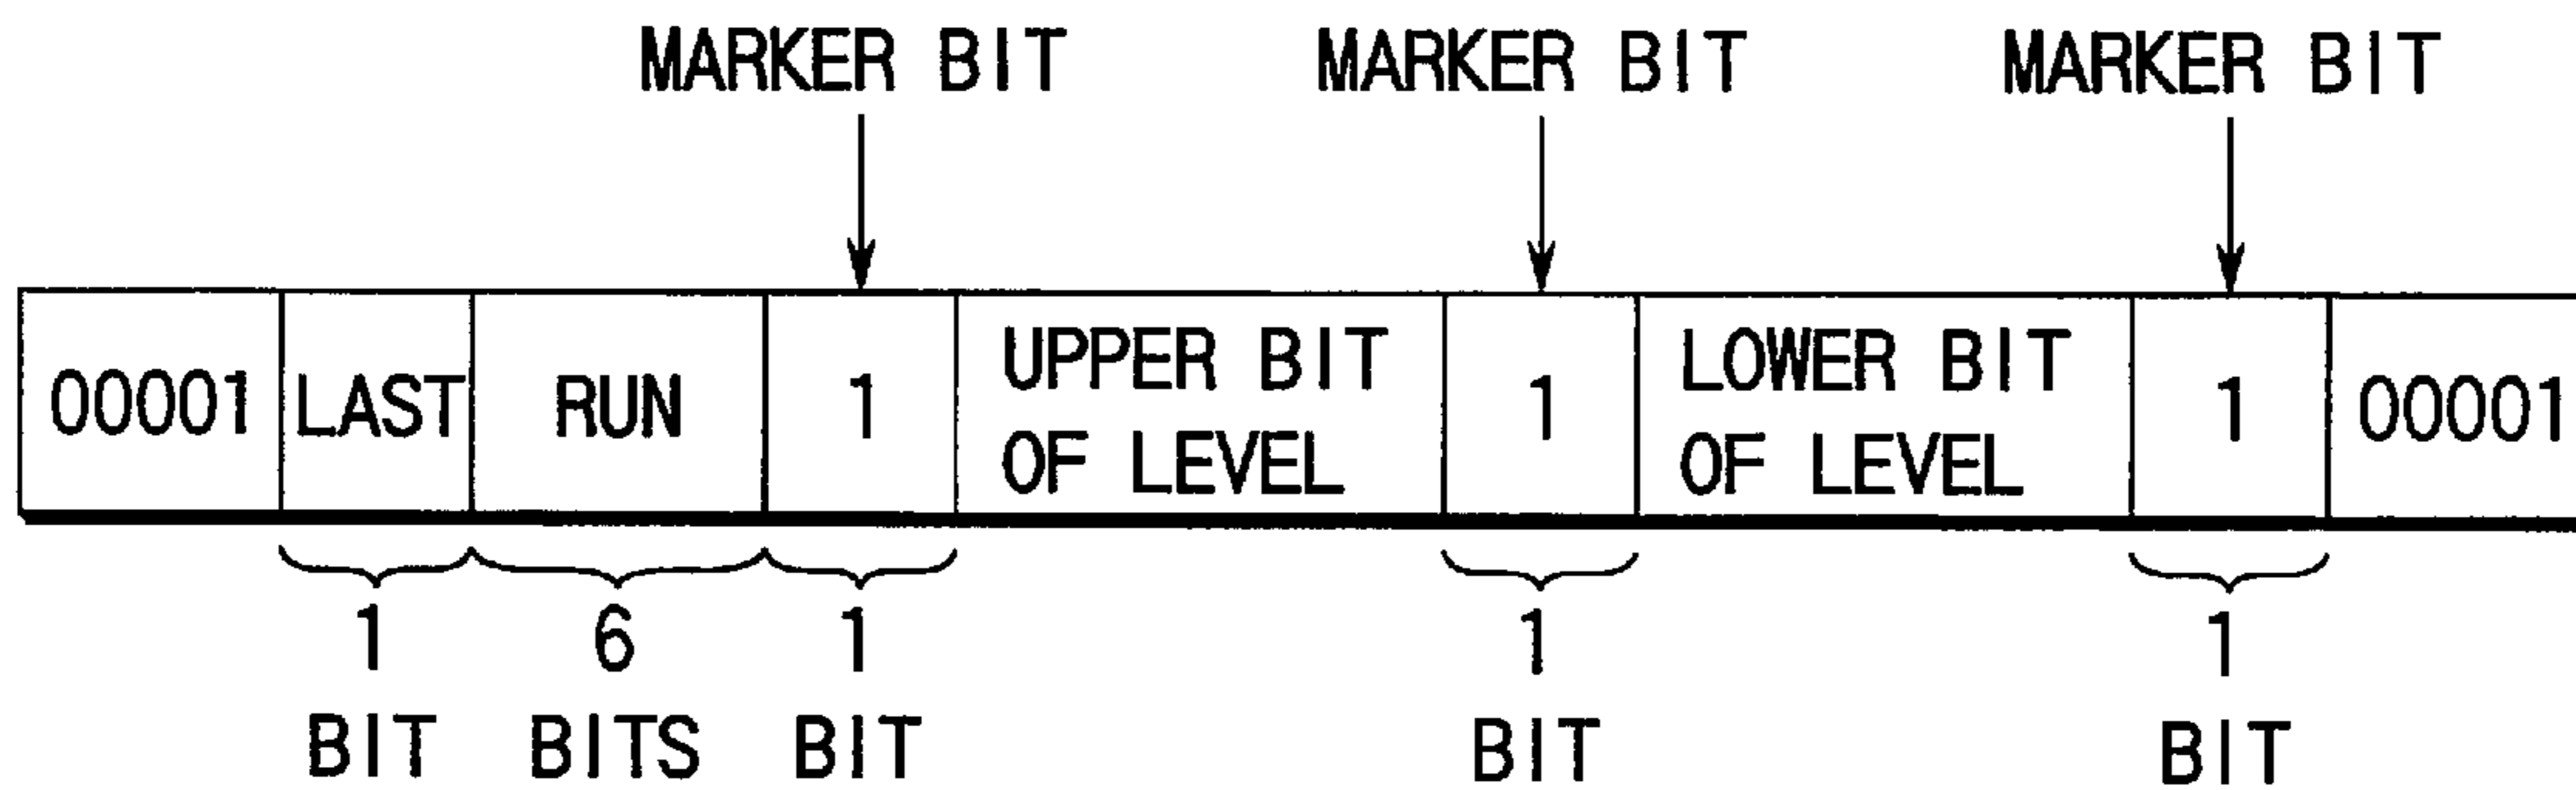 MARKER BIT MARKER BIT MARKER BIT
00001 LAST RUN 1 UPPER BIT OF LEVEL 1 LOWER BIT OF LEVEL 1 00001
1 6 1 1 1
BIT BITS BIT BIT BIT